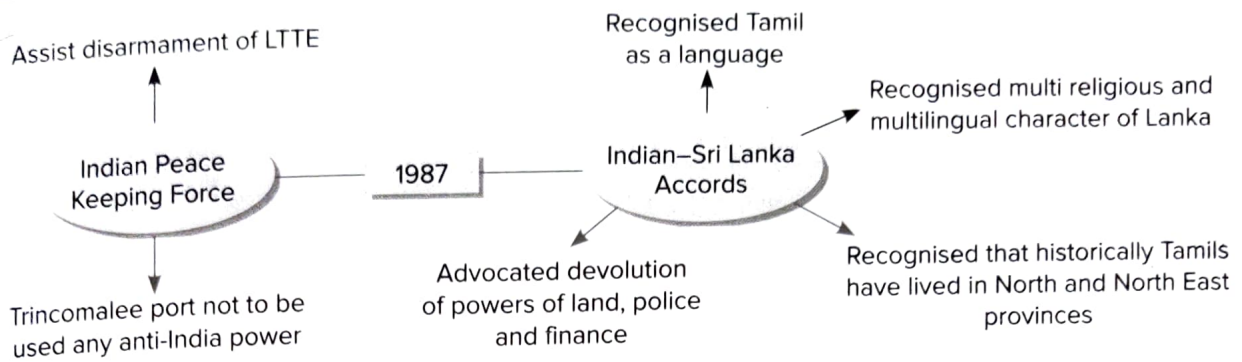 Assist disarmament of LTTE
Indian Peace
Keeping Force
Trincomalee port not to be
used any anti-India power
1987
Recognised Tamil
as a language
Recognised multi religious and
multilingual character of Lanka
Indian–Sri Lanka
Accords
Advocated devolution
of powers of land, police
and finance
Recognised that historically Tamils
have lived in North and North East
provinces